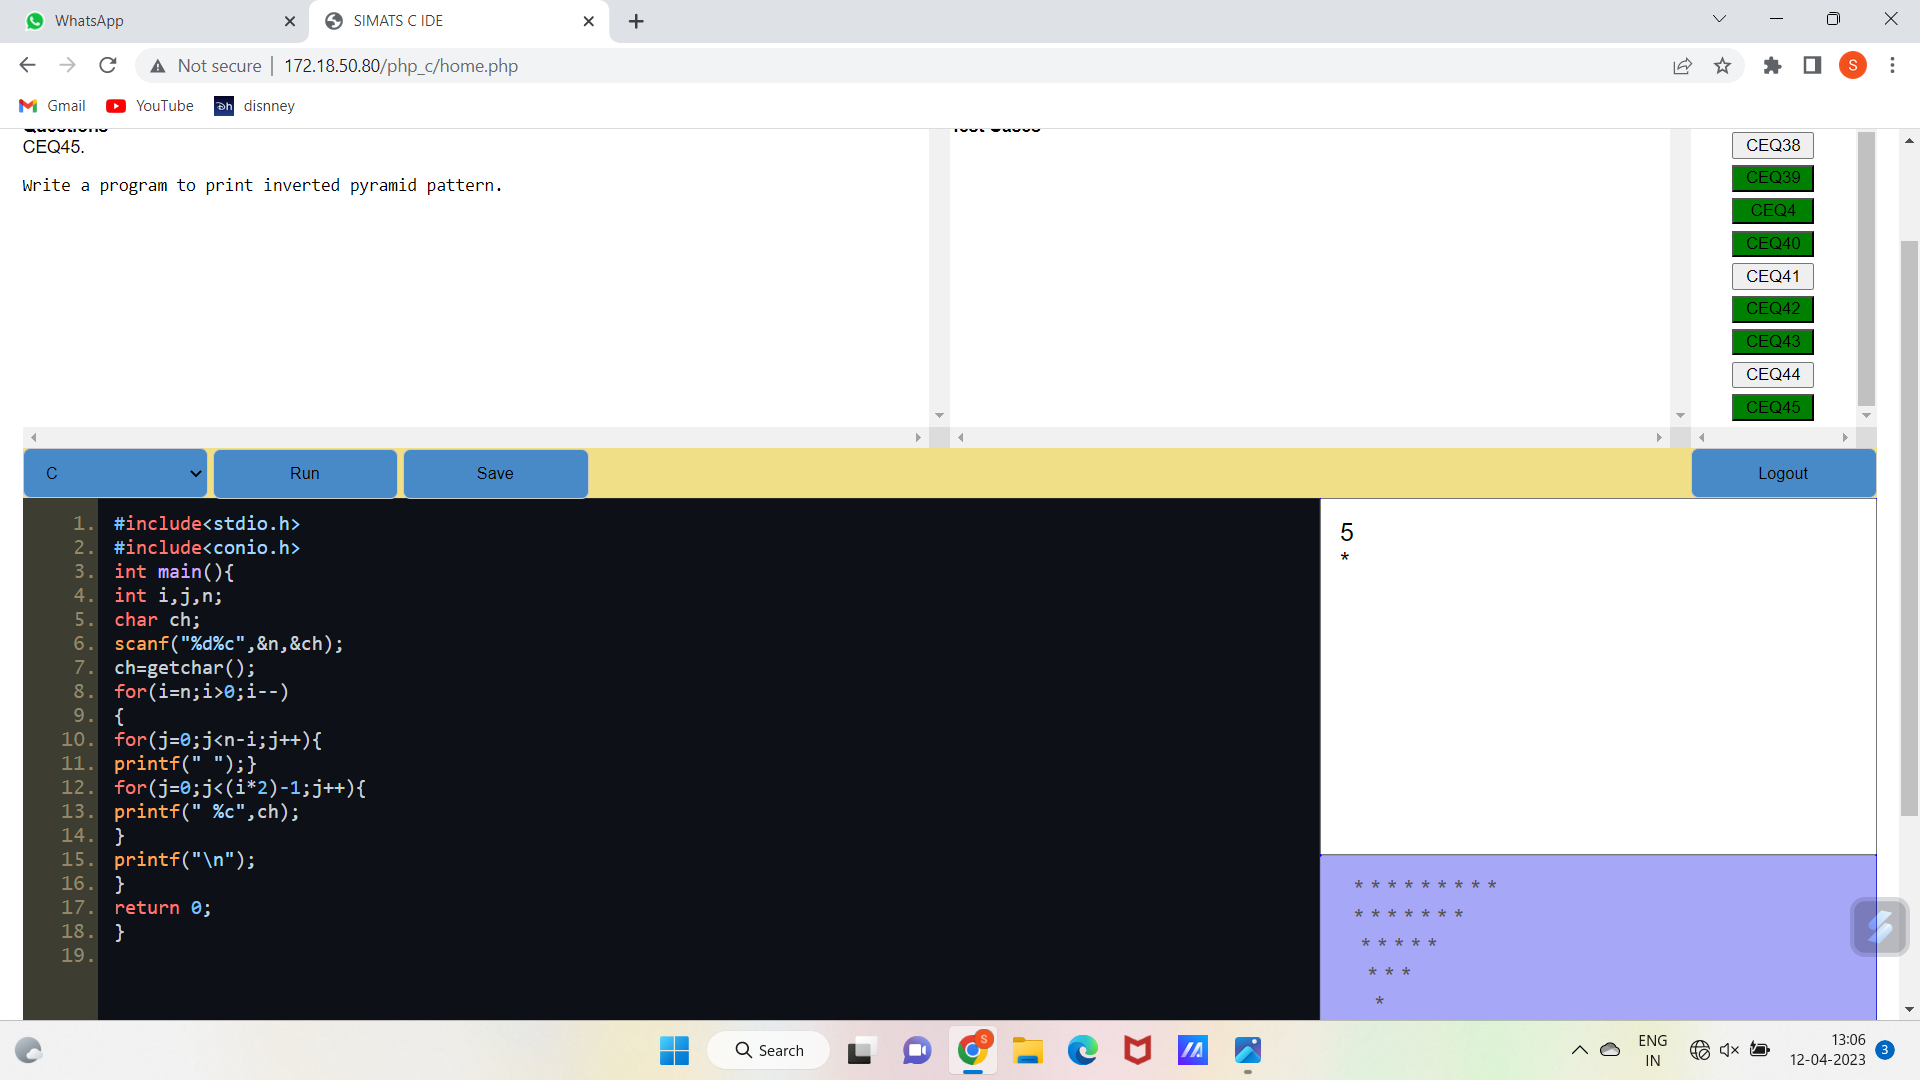 WhatsApp
SIMATS C IDE
Not secure
172.18.50.80/php_c/home.php
S
Gmail
YouTube
disnney
Questions
Test Cases
CEQ45.
Write a program to print inverted pyramid pattern.
CEQ38
CEQ39
CEQ4
CEQ40
CEQ41
CEQ42
CEQ43
CEQ44
CEQ45
C
Run
Save
Logout
1. #include<stdio.h>
2. #include<conio.h>
3. int main(){
4. int i,j,n;
5. char ch;
6. scanf("%d%c",&n,&ch);
7. ch=getchar();
8. for(i=n;i>0;i--)
9. {
10. for(j=0;j<n-i;j++){
11. printf(" ");}
12. for(j=0;j<(i*2)-1;j++){
13. printf(" %c",ch);
14. }
15. printf("\n");
16. }
17. return 0;
18. }
19.
5
*
* * * * * * * * *
* * * * * * *
* * * * *
* * *
*
Search
S
ENG
IN
13:06
12-04-2023
3